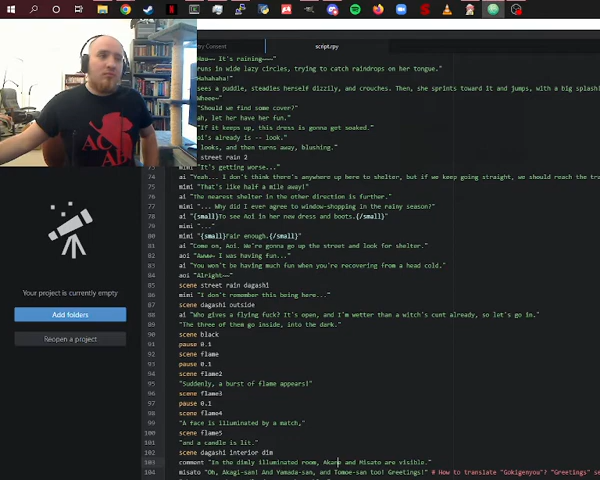 by Consent
script.rpy
Hau~ It's raining~~~"
runs in wide lazy circles, trying to catch raindrops on her tongue."
Hahahaha!"
sees a puddle, steadies herself dizzily, and crouches. Then, she sprints toward it and jumps, with a big splash!
Wheee~"
"Should we find some cover?"
ah, let her have her fun."
"If it keeps up, this dress is gonna get soaked."
oi's already is -- look."
looks, and then turns away, blushing."
street rain 2
mimi "It's getting worse..."
74 ai "Yeah... I don't think there's anywhere up here to shelter, but if we keep going straight, we should reach the tra
75 mimi "That's like half a mile away!"
76 ai "The nearest shelter in the other direction is further."
77 mimi "... Why did I ever agree to window-shopping in the rainy season?"
78 ai "{small}To see Aoi in her new dress and boots.{/small}"
79 mimi "..."
80 mimi "{small}Fair enough.{/small}"
81 ai "Come on, Aoi. We're gonna go up the street and look for shelter."
82 aoi "Awww~ I was having fun..."
83 ai "You won't be having much fun when you're recovering from a head cold."
84 aoi "Alright~~"
85 scene street rain dagashi
86 mimi "I don't remember this being here..."
87 scene dagashi outside
88 ai "Who gives a flying fuck? It's open, and I'm wetter than a witch's cunt already, so let's go in."
89 "The three of them go inside, into the dark."
90 scene black
91 pause 0.1
92 scene flame
93 pause 0.1
94 scene flame2
95 "Suddenly, a burst of flame appears!"
96 scene flame3
97 pause 0.1
98 scene flame4
99 "A face is illuminated by a match,"
100 scene flame5
101 "and a candle is lit."
102 scene dagashi interior dim
103 comment "In the dimly illuminated room, Akane and Misato are visible."
104 misato "Oh, Akagi-san! And Yamada-san, and Tomoe-san too! Greetings!" # How to translate "Gokigenyou"? "Greetings" se
Your project is currently empty
Add folders
Reopen a project